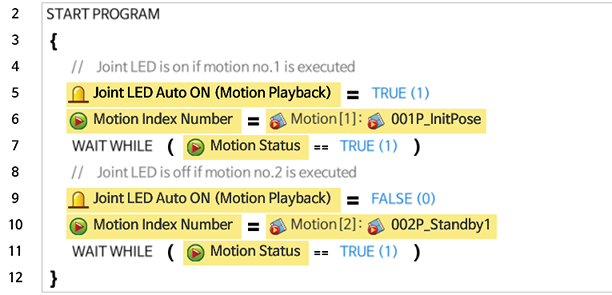 2 START PROGRAM
3 {
4 // Joint LED is on if motion no.1 is executed
5 Joint LED Auto ON (Motion Playback) = TRUE (1)
6 Motion Index Number = Motion[1]: 001P_InitPose
7 WAIT WHILE ( Motion Status == TRUE (1) )
8 // Joint LED is off if motion no.2 is executed
9 Joint LED Auto ON (Motion Playback) = FALSE (0)
10 Motion Index Number = Motion[2]: 002P_Standby1
11 WAIT WHILE ( Motion Status == TRUE (1) )
12 }